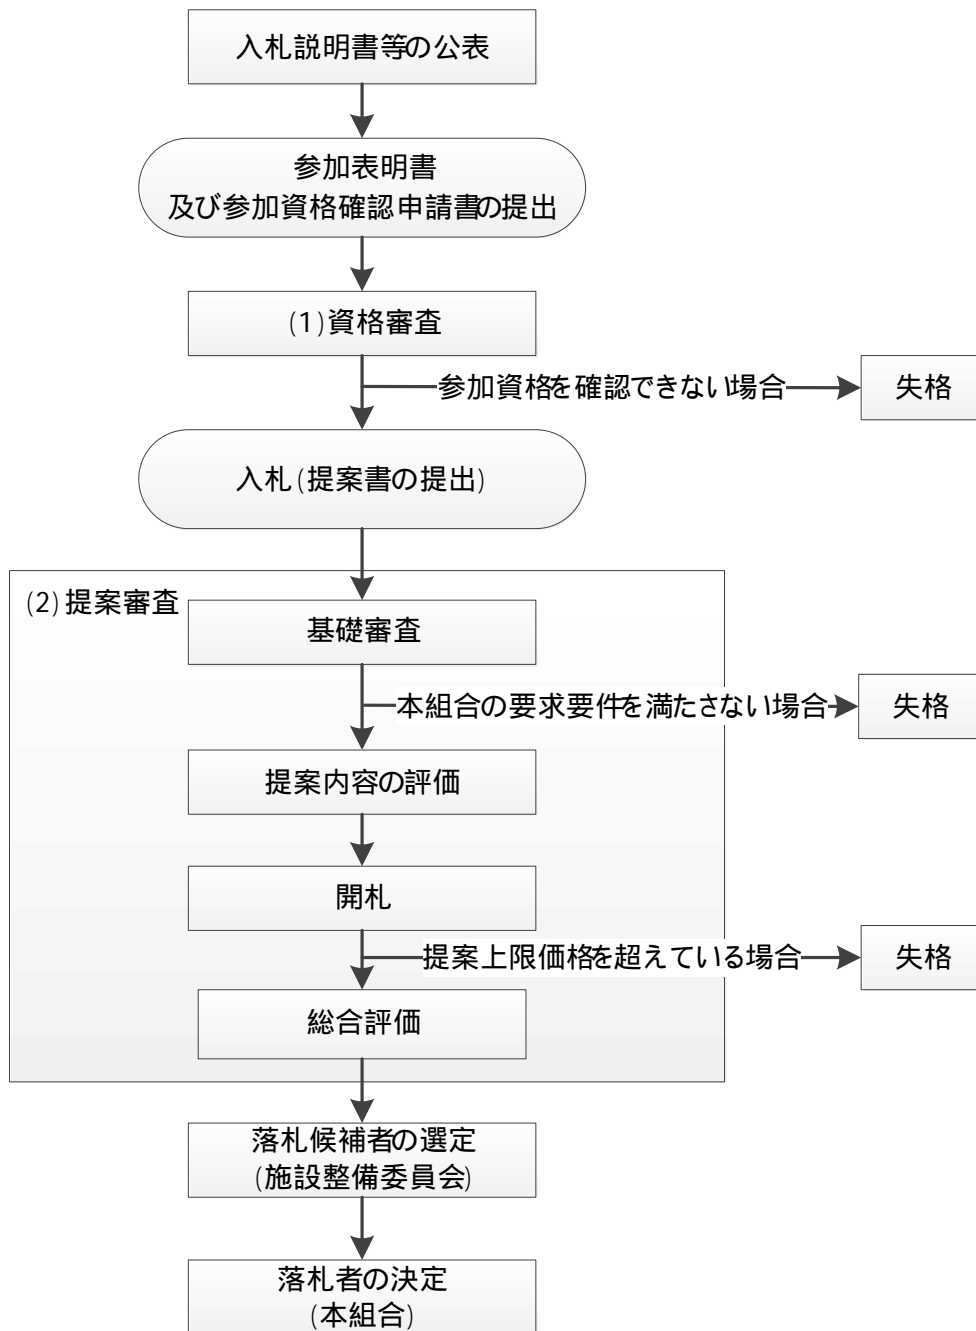 入札説明書等の公表
参加表明書
及び参加資格確認申請書の提出
(1)資格審査
参加資格を確認できない場合
失格
入札(提案書の提出)
(2)提案審査
基礎審査
本組合の要求要件を満たさない場合
失格
提案内容の評価
開札
提案上限価格を超えている場合
失格
総合評価
落札候補者の選定
(施設整備委員会)
落札者の決定
(本組合)